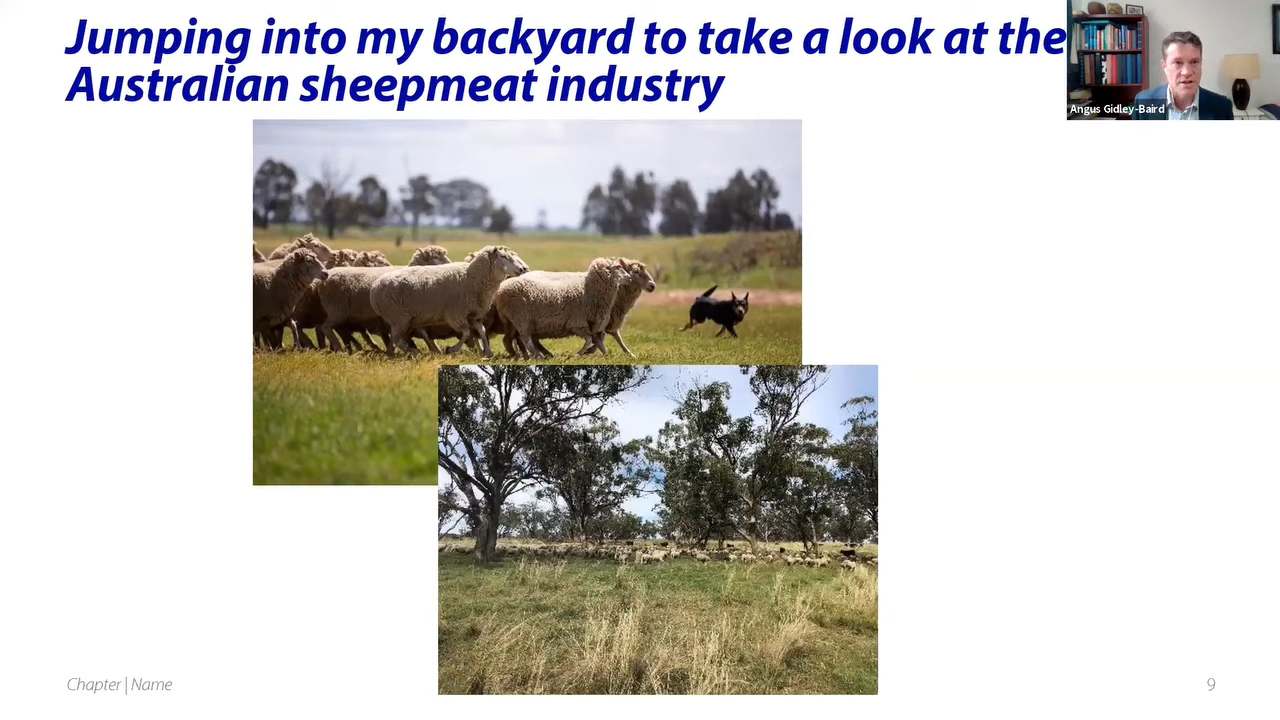 Jumping into my backyard to take a look at the
Australian sheepmeat industry
Angus Gidley-Baird
Chapter | Name
9